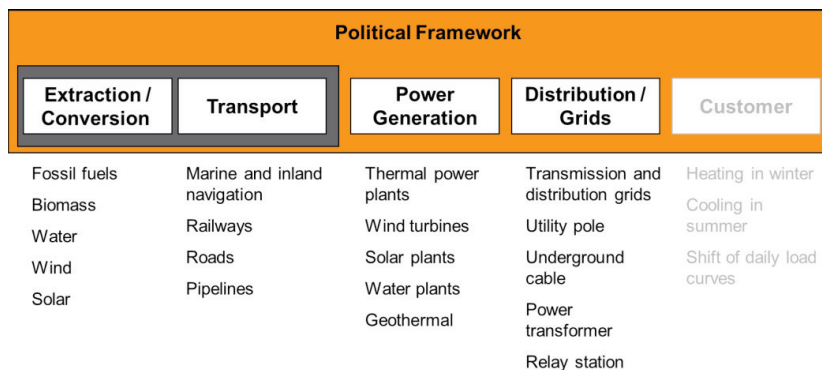 Political Framework
Extraction /
Conversion
Transport
Power
Generation
Distribution /
Grids
Customer
Fossil fuels
Biomass
Water
Wind
Solar
Marine and inland
navigation
Railways
Roads
Pipelines
Thermal power
plants
Wind turbines
Solar plants
Water plants
Geothermal
Transmission and
distribution grids
Utility pole
Underground
cable
Power
transformer
Relay station
Heating in winter
Cooling in
summer
Shift of daily load
curves